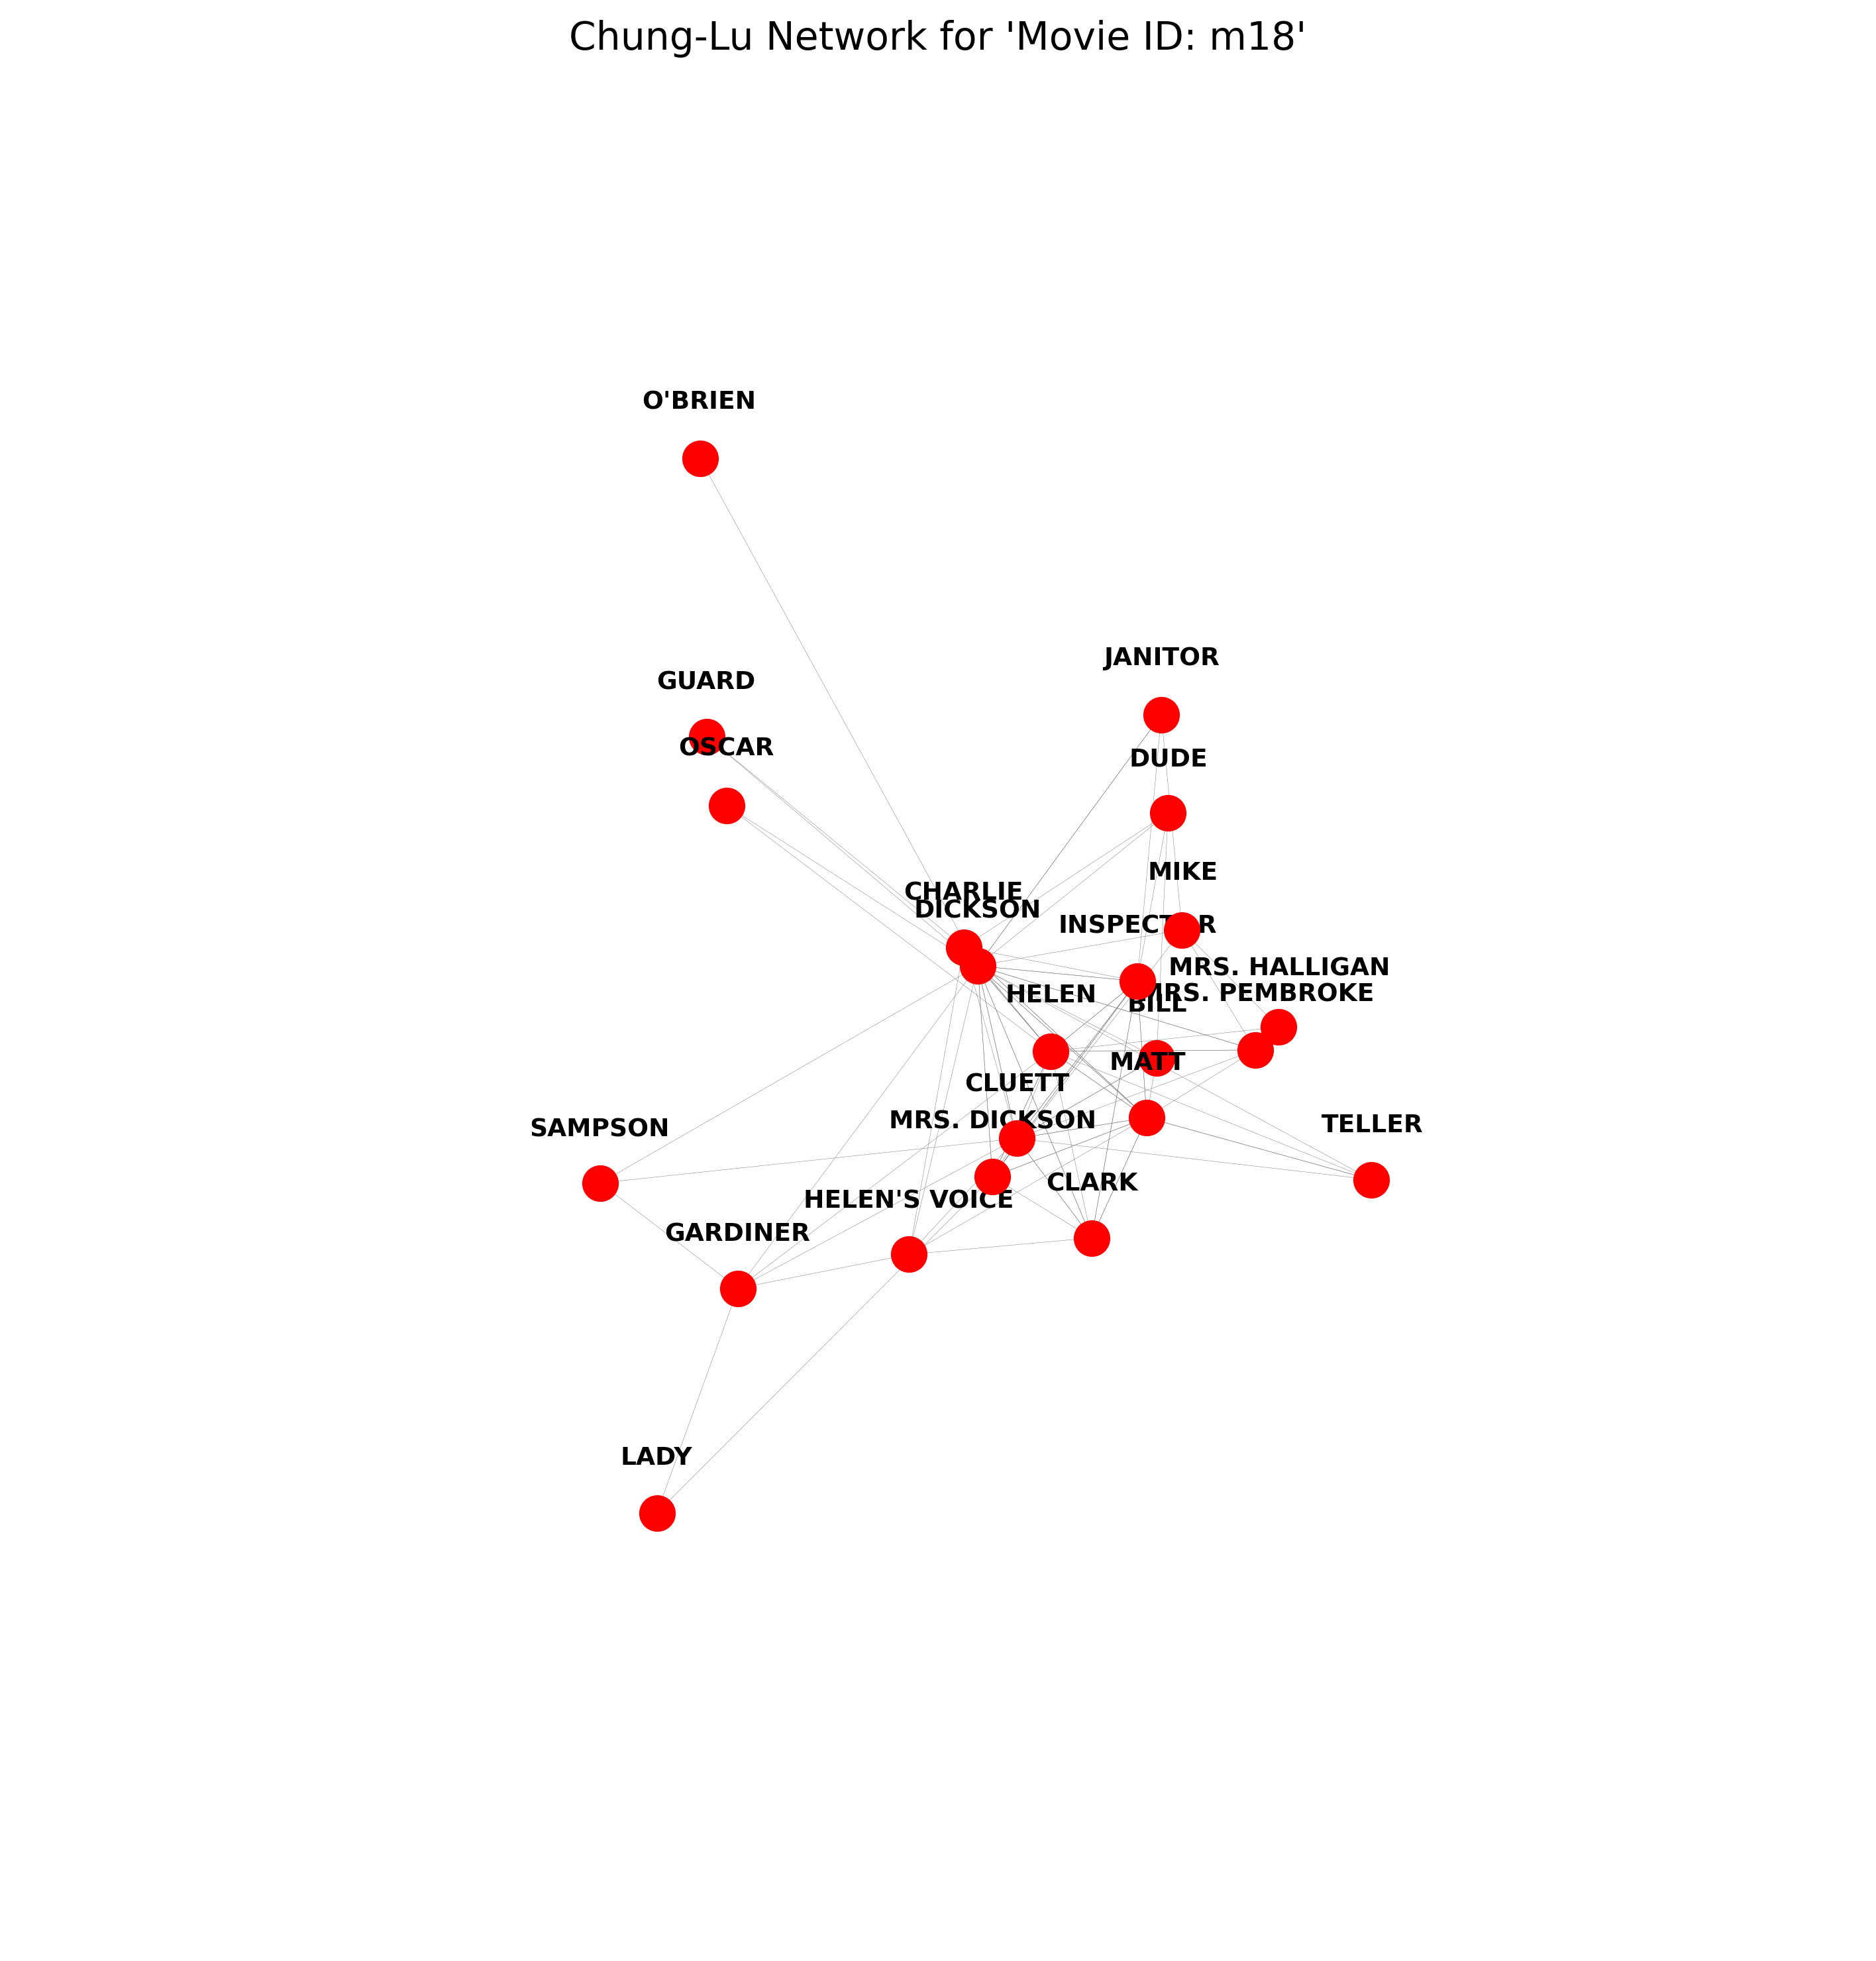 Chung-Lu Network for 'Movie ID: m18'
O'BRIEN
JANITOR
GUARD
OSCAR
DUDE
MIKE
CHARLIE
DICKSON
INSPECTOR
MRS. HALLIGAN
MRS. PEMBROKE
HELEN
BILL
MATT
CLUETT
MRS. DICKSON
TELLER
SAMPSON
CLARK
HELEN'S VOICE
GARDINER
LADY